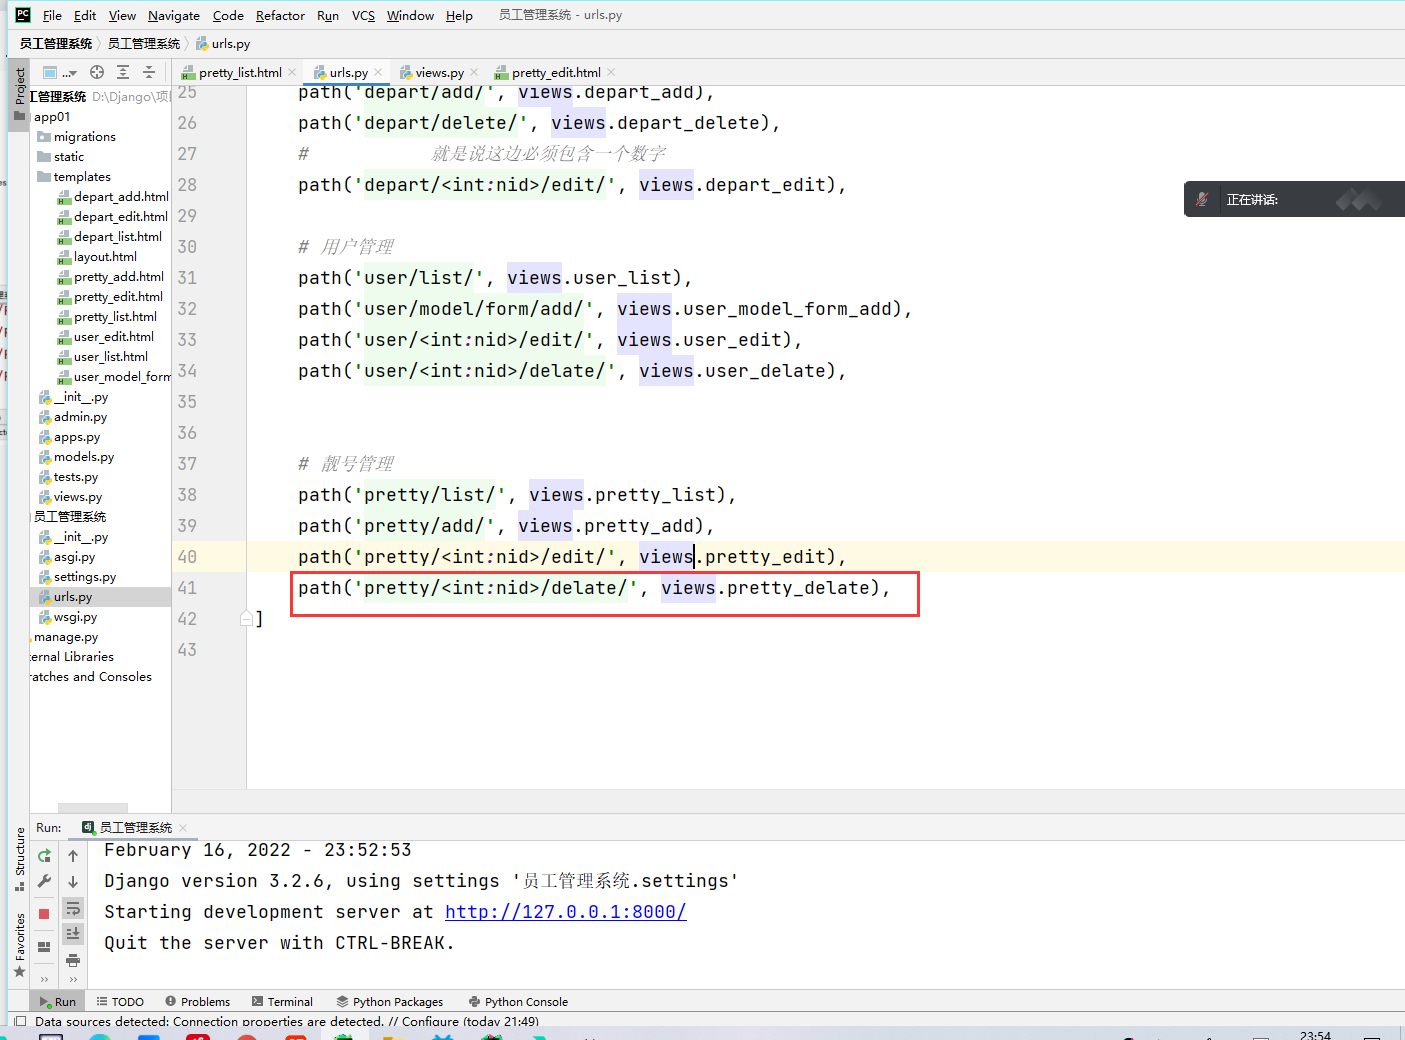 File Edit View Navigate Code Refactor Run VCS Window Help 员工管理系统 - urls.py
员工管理系统 员工管理系统 urls.py
Project
...
pretty_list.html
urls.py
views.py
pretty_edit.html
工管理系统 D:\Django\项
app01
migrations
static
templates
depart_add.html
depart_edit.html
depart_list.html
layout.html
pretty_add.html
pretty_edit.html
pretty_list.html
user_edit.html
user_list.html
user_model_form
__init__.py
admin.py
apps.py
models.py
tests.py
views.py
员工管理系统
__init__.py
asgi.py
settings.py
urls.py
wsgi.py
manage.py
ternal Libraries
ratches and Consoles
25 path('depart/add/', views.depart_add),
26 path('depart/delete/', views.depart_delete),
27 # 就是说这边必须包含一个数字
28 path('depart/<int:nid>/edit/', views.depart_edit),
29
30 # 用户管理
31 path('user/list/', views.user_list),
32 path('user/model/form/add/', views.user_model_form_add),
33 path('user/<int:nid>/edit/', views.user_edit),
34 path('user/<int:nid>/delate/', views.user_delate),
35
36
37 # 靓号管理
38 path('pretty/list/', views.pretty_list),
39 path('pretty/add/', views.pretty_add),
40 path('pretty/<int:nid>/edit/', views.pretty_edit),
41 path('pretty/<int:nid>/delate/', views.pretty_delate),
42 ]
43
正在讲话:
Run: 员工管理系统
Structure
Favorites
February 16, 2022 - 23:52:53
Django version 3.2.6, using settings '员工管理系统.settings'
Starting development server at http://127.0.0.1:8000/
Quit the server with CTRL-BREAK.
Run TODO Problems Terminal Python Packages Python Console
Data sources detected: Connection properties are detected. // Configure (today 21:49)
23:54